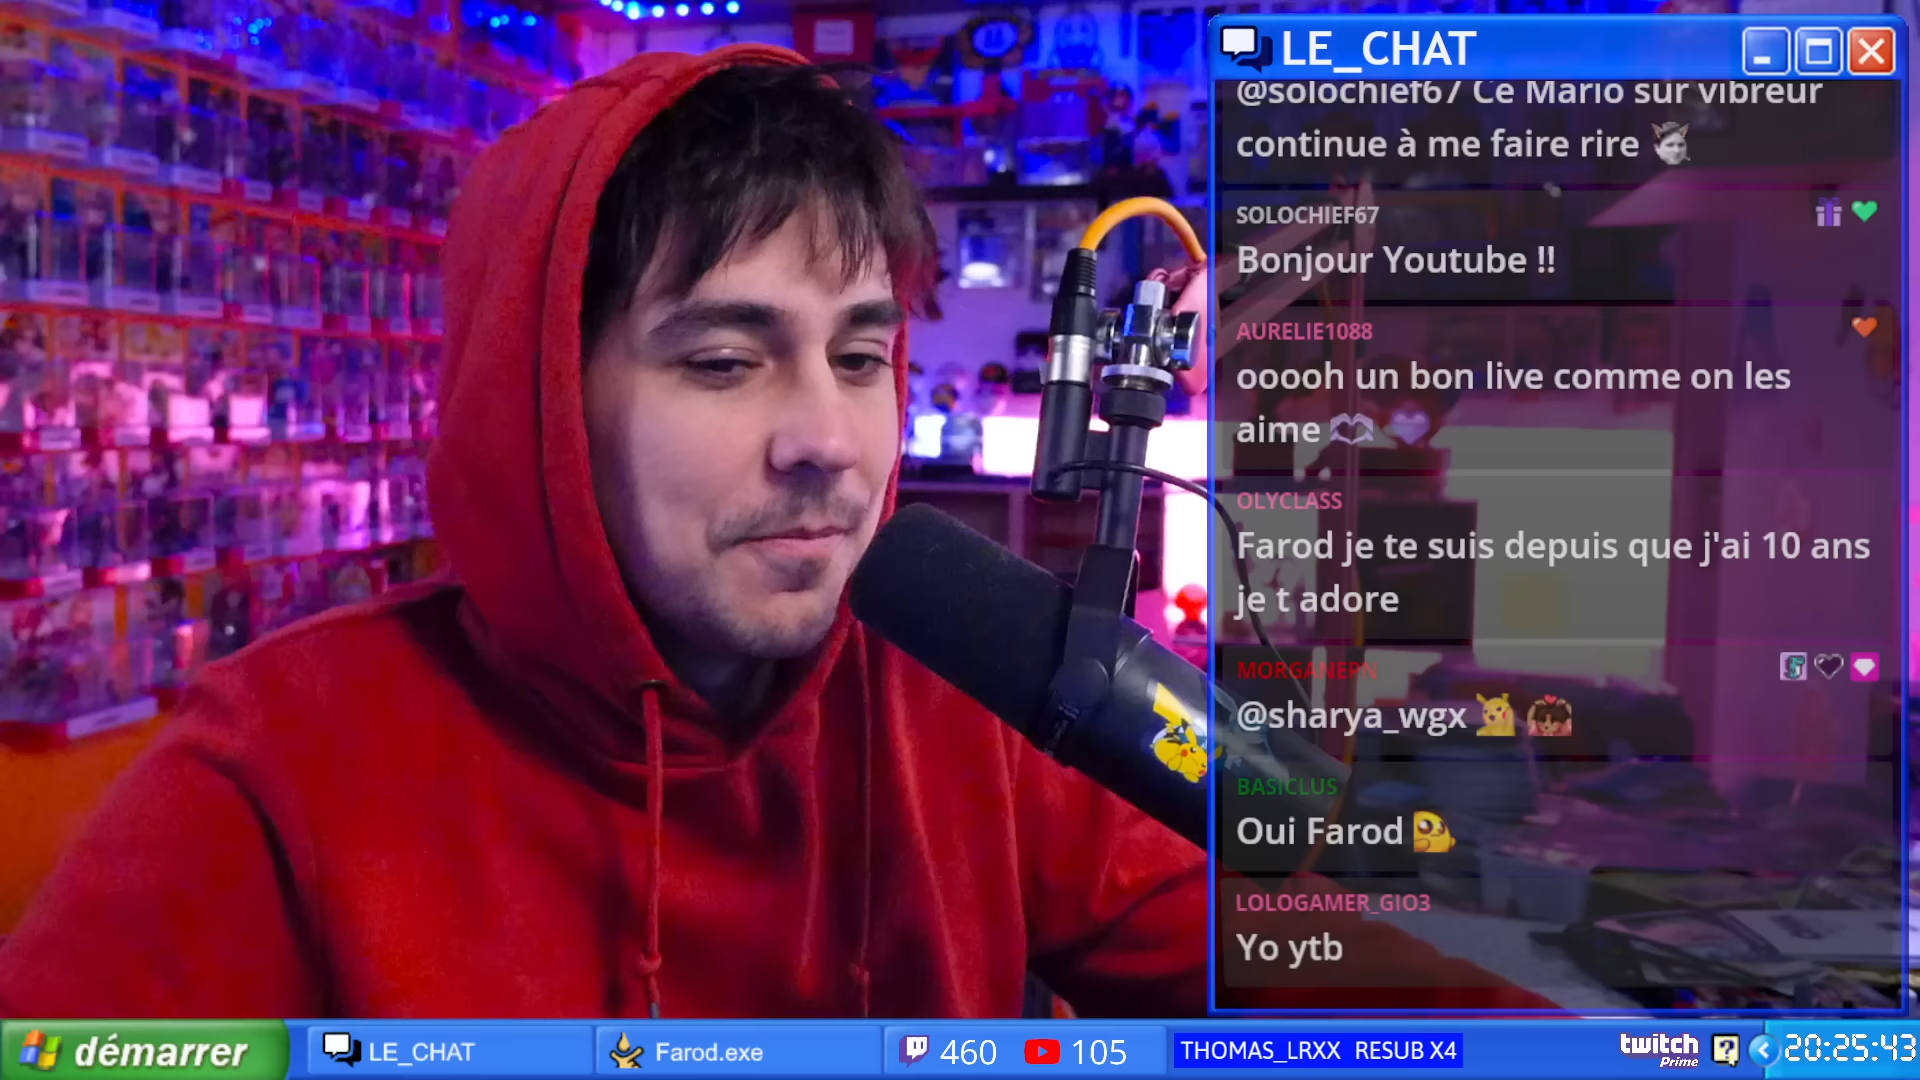 LE_CHAT
@solochief67 Ce Mario sur vibreur
continue à me faire rire
SOLOCHIEF67
Bonjour Youtube !!
AURELIE1088
ooooh un bon live comme on les
aime
OLYCLASS
Farod je te suis depuis que j'ai 10 ans
je t adore
MORGANEPN
@sharya_wgx
BASICLUS
Oui Farod
LOLOGAMER_GIO3
Yo ytb
démarrer
LE_CHAT
Farod.exe
460
105
THOMAS_LRXX RESUB X4
twitch
Prime
20:25:43